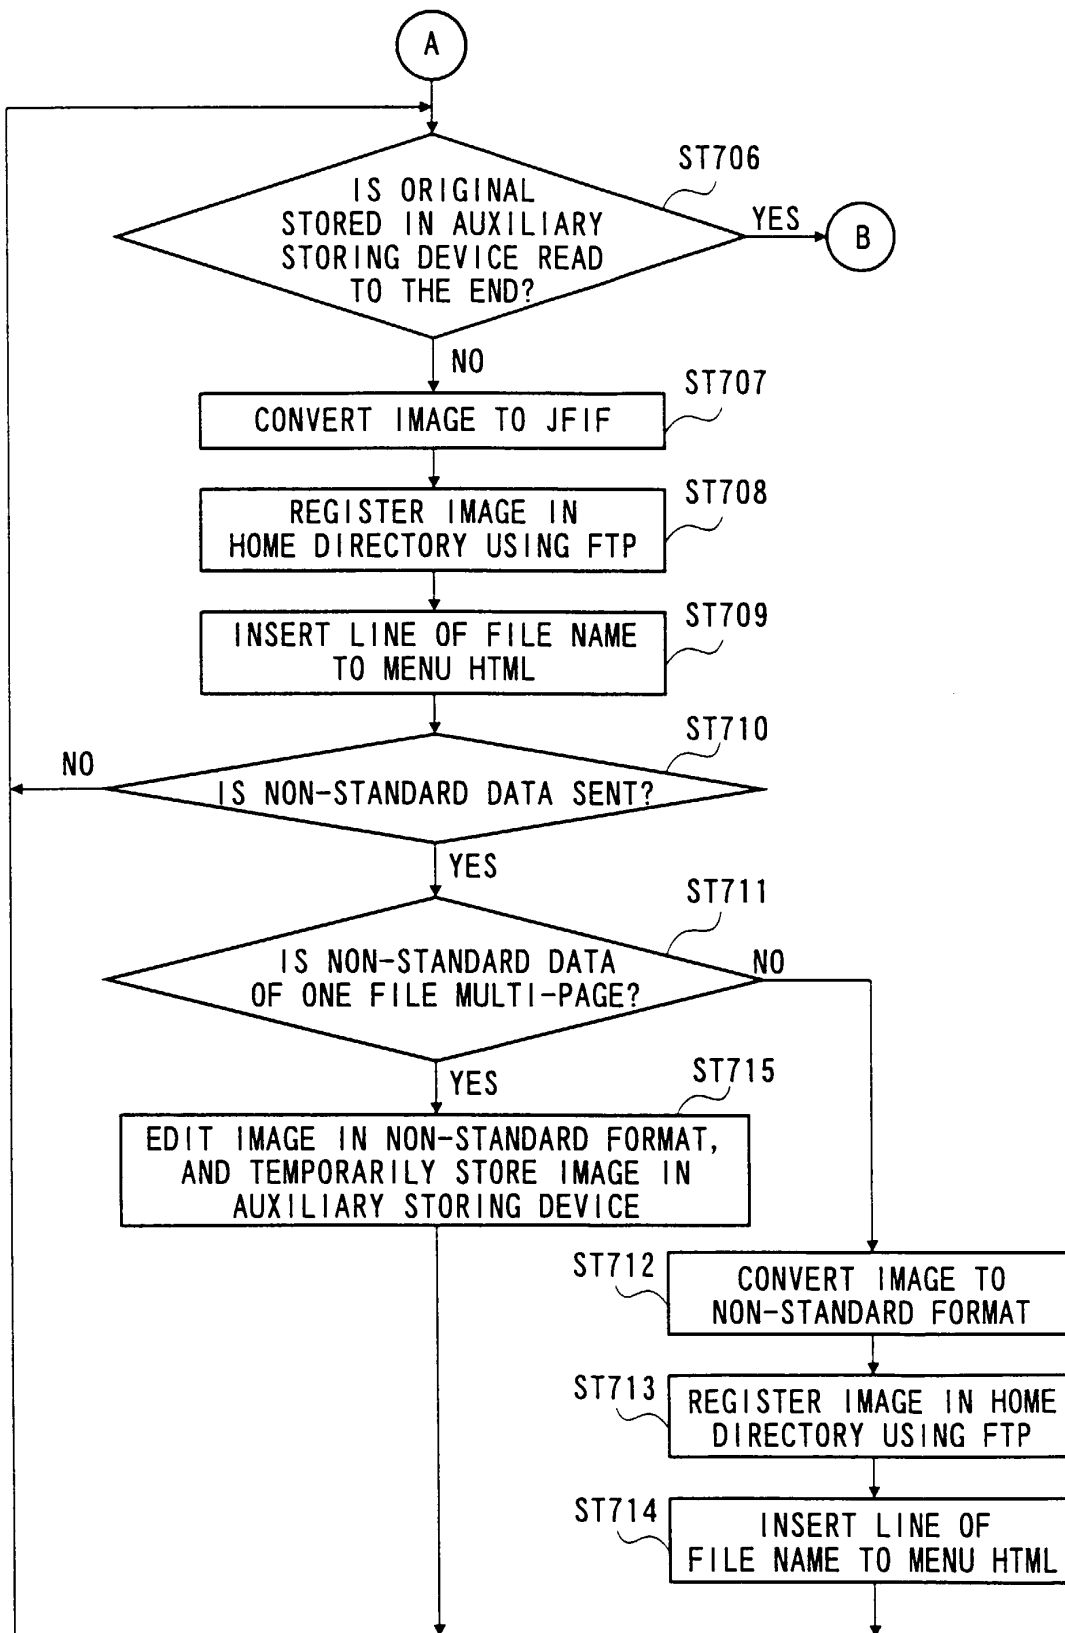 A
ST706
IS ORIGINAL
STORED IN AUXILIARY
STORING DEVICE READ
TO THE END?
YES
B
NO
ST707
CONVERT IMAGE TO JFIF
ST708
REGISTER IMAGE IN
HOME DIRECTORY USING FTP
ST709
INSERT LINE OF FILE NAME
TO MENU HTML
ST710
NO
IS NON-STANDARD DATA SENT?
YES
ST711
IS NON-STANDARD DATA
OF ONE FILE MULTI-PAGE?
NO
YES
ST715
EDIT IMAGE IN NON-STANDARD FORMAT,
AND TEMPORARILY STORE IMAGE IN
AUXILIARY STORING DEVICE
ST712
CONVERT IMAGE TO
NON-STANDARD FORMAT
ST713
REGISTER IMAGE IN HOME
DIRECTORY USING FTP
ST714
INSERT LINE OF
FILE NAME TO MENU HTML